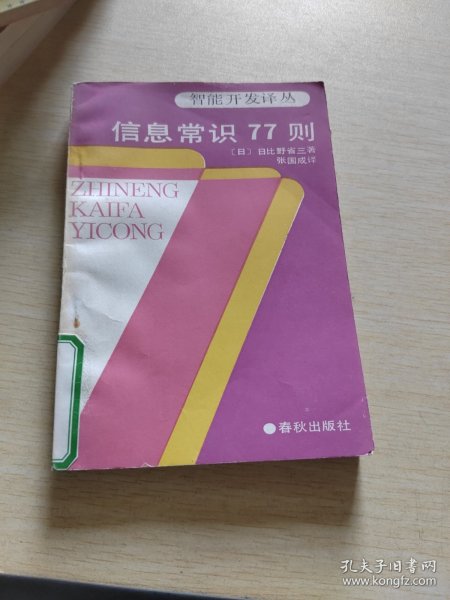 智能开发译丛
信息常识 77 则
〔日〕日比野省三著
张国成译
ZHINENG
KAIFA
YICONG
春秋出版社
孔夫子旧书网
www.kongfz.com